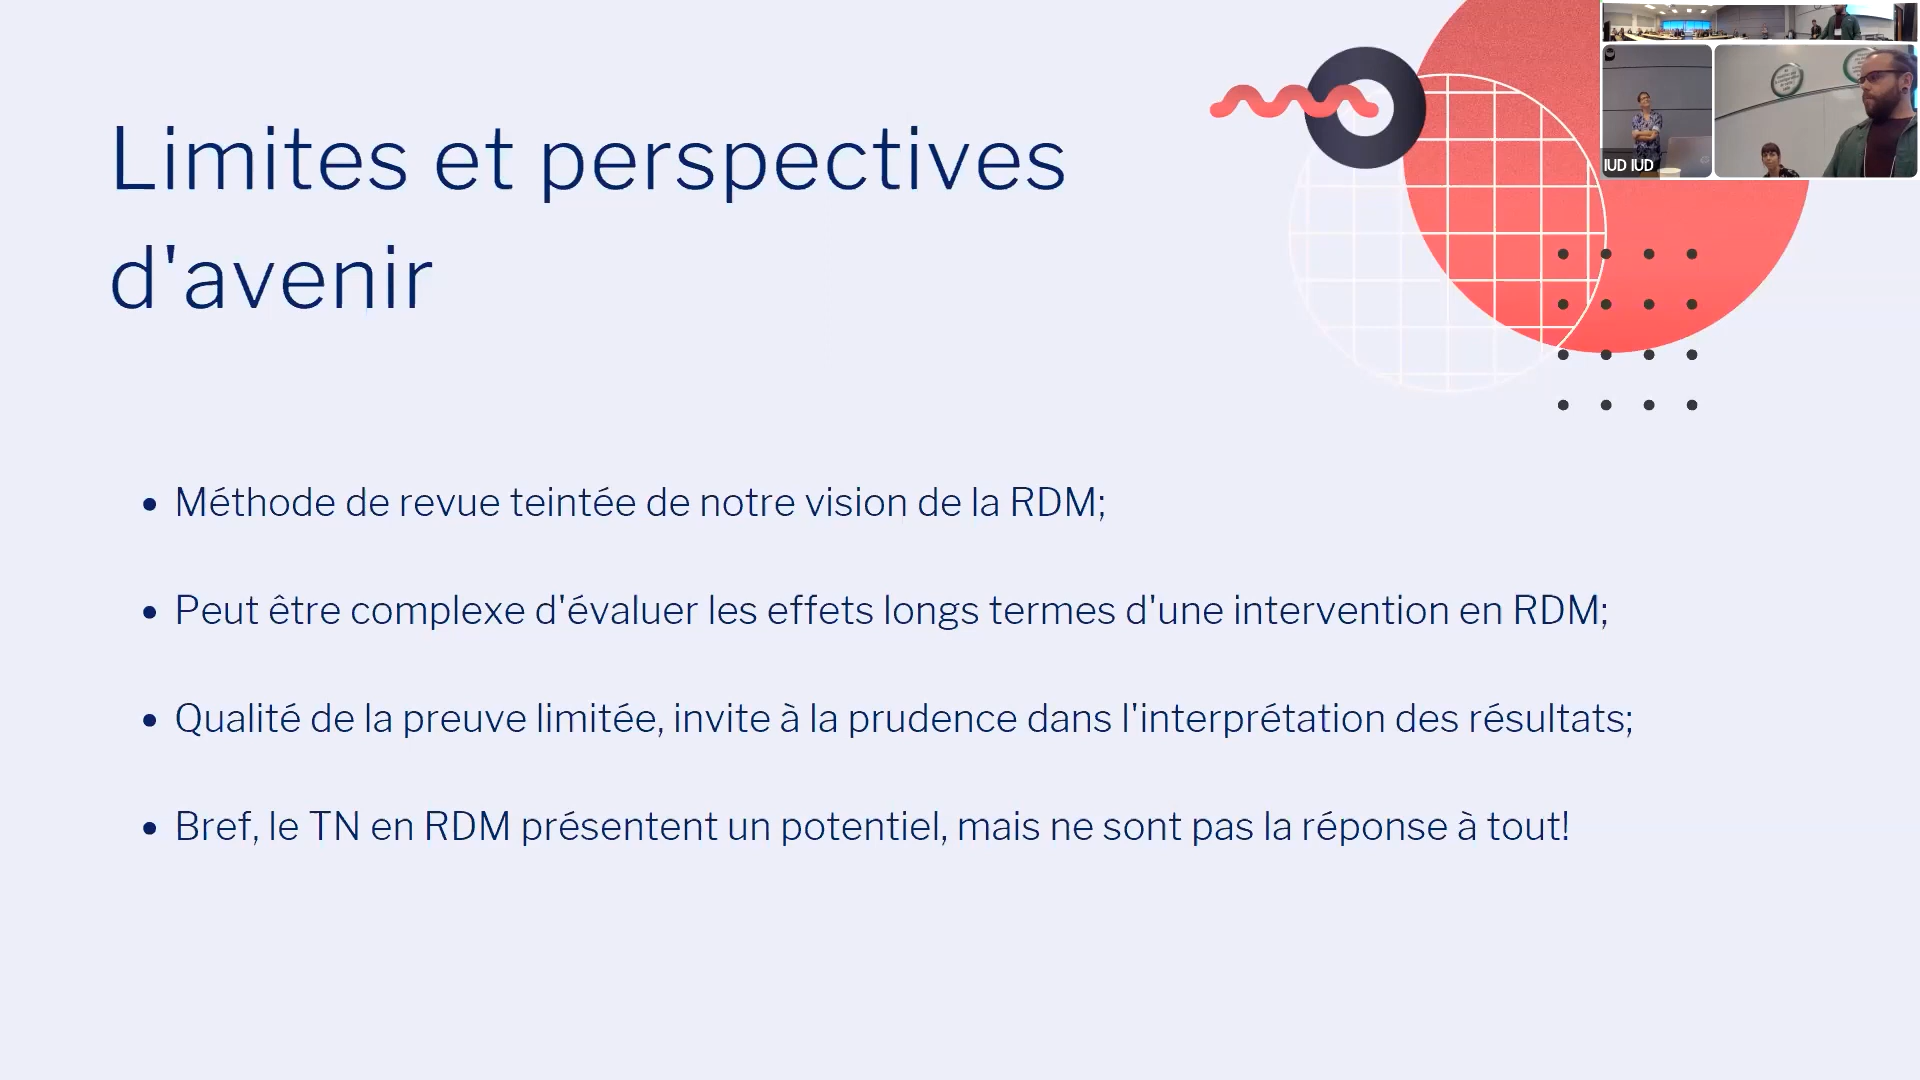 Limites et perspectives
d'avenir
IUD IUD
• Méthode de revue teintée de notre vision de la RDM;
• Peut être complexe d'évaluer les effets longs termes d'une intervention en RDM;
• Qualité de la preuve limitée, invite à la prudence dans l'interprétation des résultats;
• Bref, le TN en RDM présentent un potentiel, mais ne sont pas la réponse à tout!